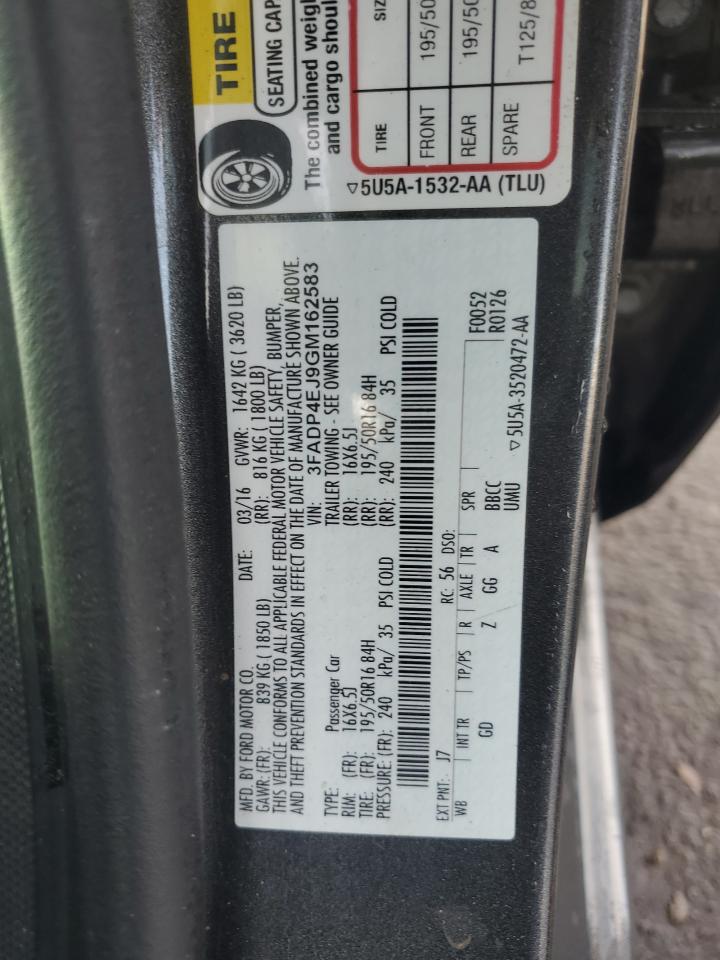 TIRE
SEATING CAP
The combined weigh
and cargo shoul
TIRE SIZ
FRONT 195/50
REAR 195/50
SPARE T125/8
▽5U5A-1532-AA (TLU)
MFD. BY FORD MOTOR CO. DATE: 03/16 GVWR: 1642 KG ( 3620 LB)
GAWR: (FR): 839 KG ( 1850 LB) (RR): 816 KG ( 1800 LB)
THIS VEHICLE CONFORMS TO ALL APPLICABLE FEDERAL MOTOR VEHICLE SAFETY, BUMPER,
AND THEFT PREVENTION STANDARDS IN EFFECT ON THE DATE OF MANUFACTURE SHOWN ABOVE.
VIN: 3FADP4EJ9GM162583
TYPE: Passenger Car TRAILER TOWING - SEE OWNER GUIDE
RIM: (FR): 16X6.5J (RR): 16X6.5J
TIRE: (FR): 195/50R16 84H (RR): 195/50R16 84H
PRESSURE: (FR): 240 kPa/ 35 PSI COLD (RR): 240 kPa/ 35 PSI COLD
EXT PNT: J7 RC: 56 DSO: F0052
WB INT TR TP/PS R AXLE TR SPR R0126
GD Z GG A BBCC
UMU ▽5U5A-3520472-AA